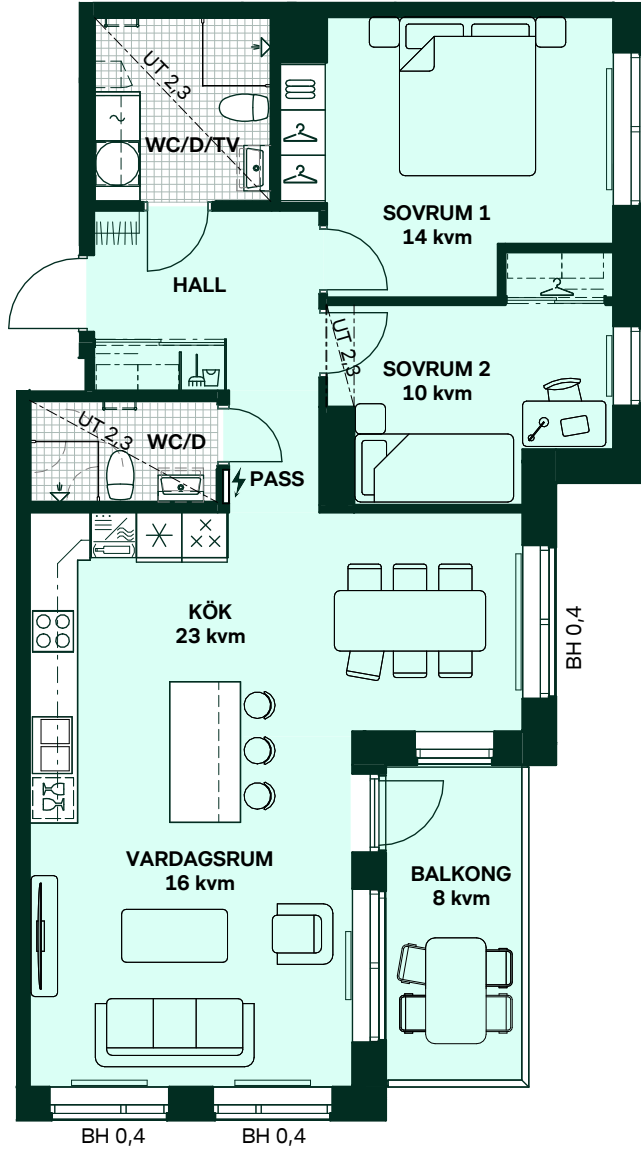 UT 2,3
WC/D/TV
SOVRUM 1
14 kvm
HALL
UT 2,3
SOVRUM 2
10 kvm
UT 2,3
WC/D
PASS
KÖK
23 kvm
BH 0,4
VARDAGSRUM
16 kvm
BALKONG
8 kvm
BH 0,4
BH 0,4